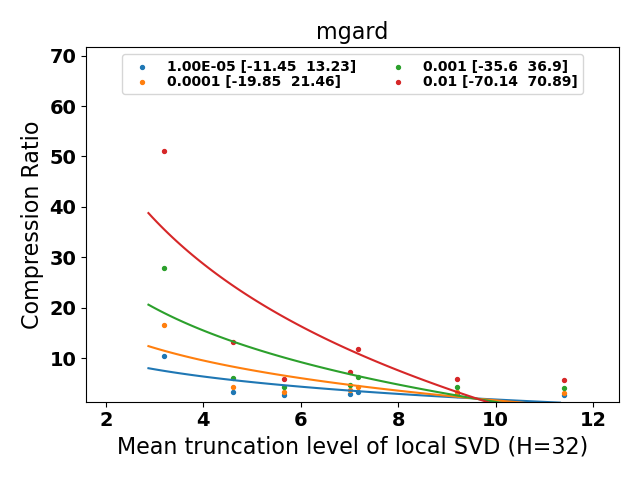 mgard
1.00E-05 [-11.45  13.23]
0.0001 [-19.85  21.46]
0.001 [-35.6  36.9]
0.01 [-70.14  70.89]
Compression Ratio
70
60
50
40
30
20
10
2 4 6 8 10 12
Mean truncation level of local SVD (H=32)